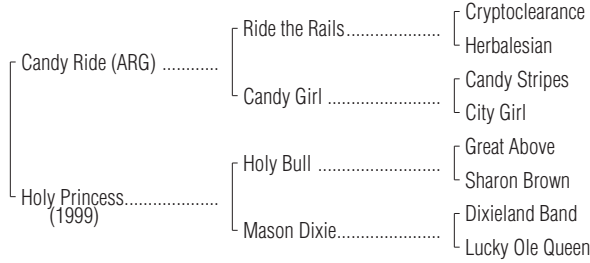 Cryptoclearance
Ride the Rails.....................
Herbalesian
Candy Ride (ARG) ............
Candy Stripes
Candy Girl .........................
City Girl
Great Above
Holy Bull ...........................
Sharon Brown
Holy Princess....................
(1999)
Dixieland Band
Mason Dixie.......................
Lucky Ole Queen